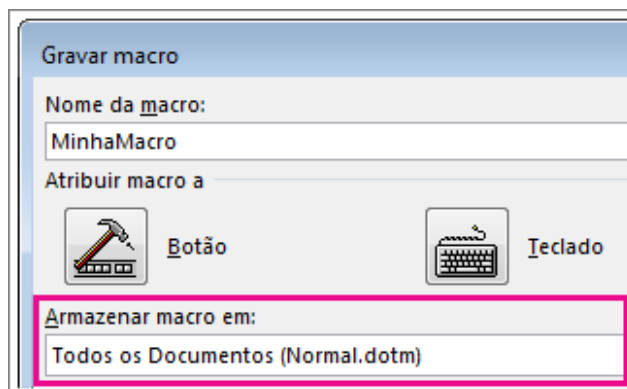 Gravar macro
Nome da macro:
MinhaMacro
Atribuir macro a
Botão
Teclado
Armazenar macro em:
Todos os Documentos (Normal.dotm)